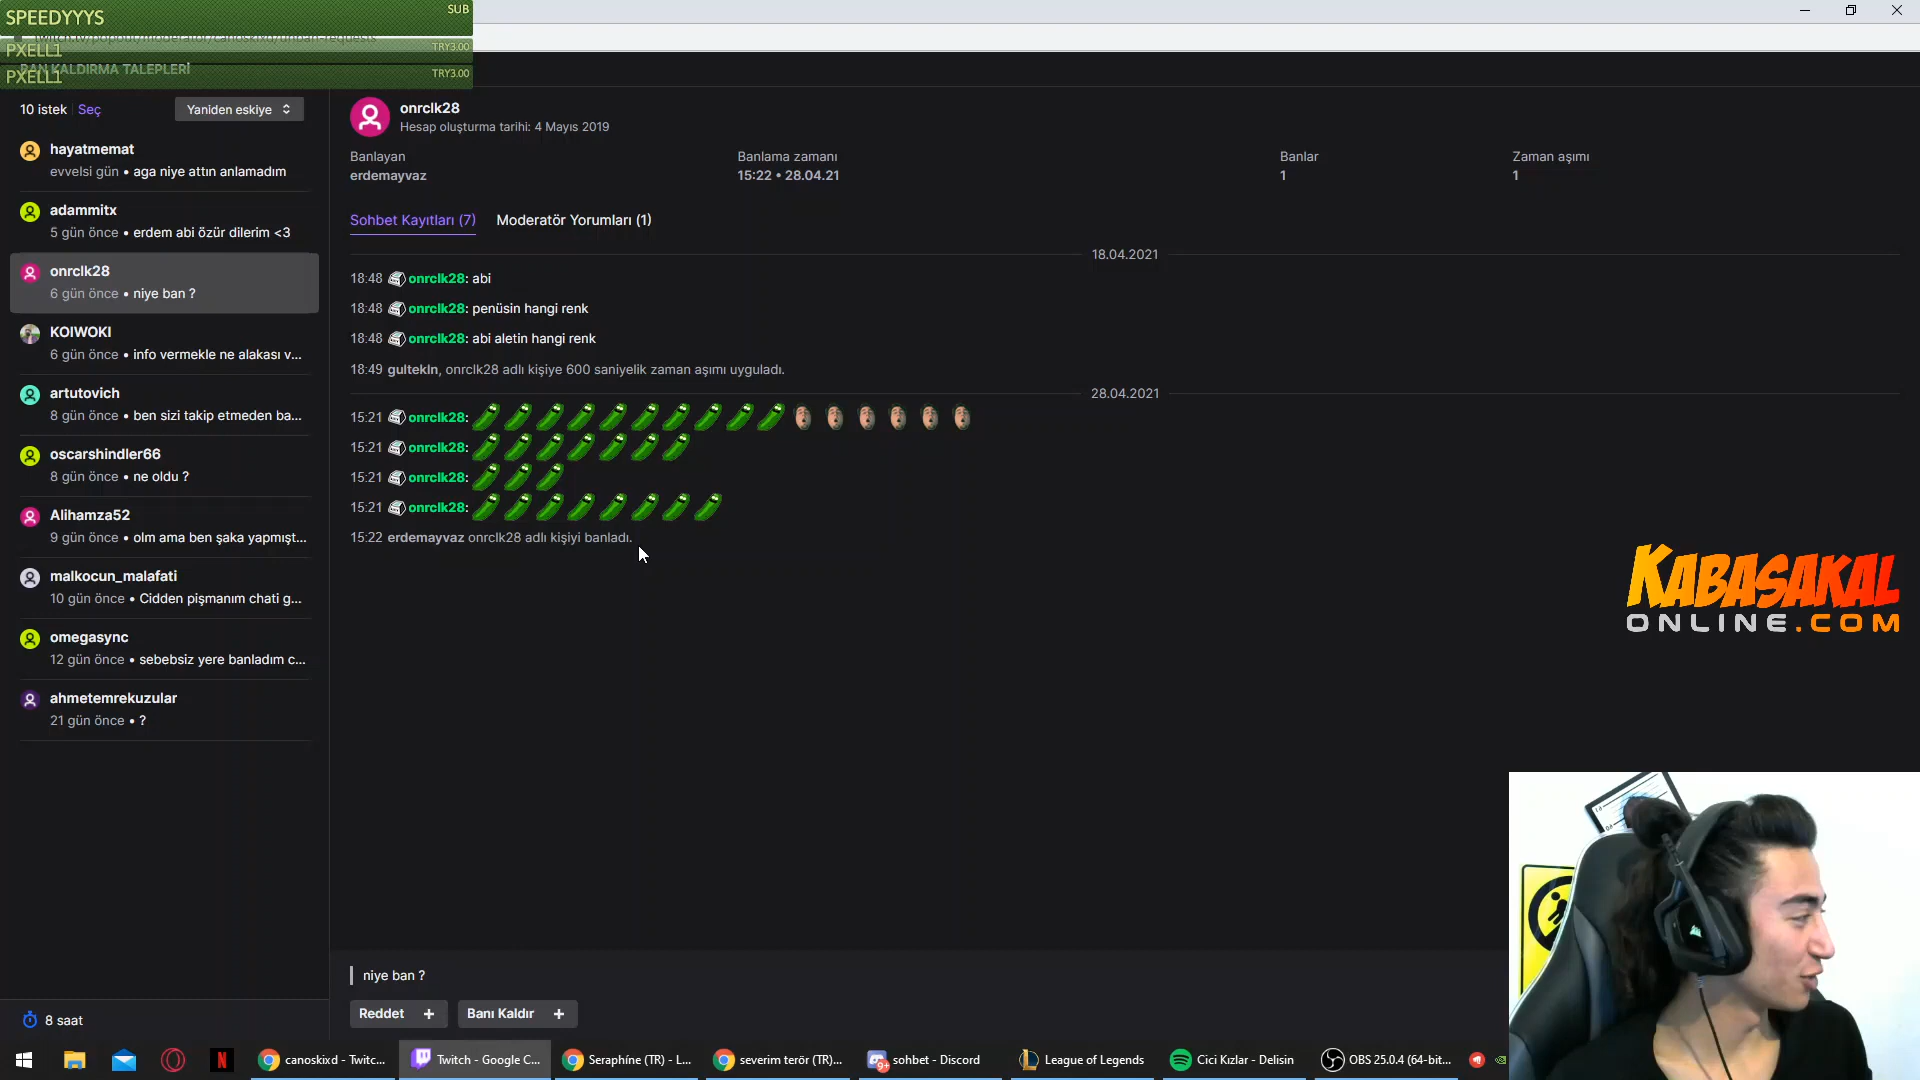 SPEEDYYYS SUB
PXELL1 TRY3.00
BAN KALDIRMA TALEPLERİ
PXELL1 TRY3.00
10 istek Seç Yaniden eskiye
hayatmemat
evvelsi gün • aga niye attın anlamadım
adammitx
5 gün önce • erdem abi özür dilerim <3
onrclk28
6 gün önce • niye ban ?
KOIWOKI
6 gün önce • info vermekle ne alakası v...
artutovich
8 gün önce • ben sizi takip etmeden ba...
oscarshindler66
8 gün önce • ne oldu ?
Alihamza52
9 gün önce • olm ama ben şaka yapmışt...
malkocun_malafati
10 gün önce • Cidden pişmanım chati g...
omegasync
12 gün önce • sebebsiz yere banladım c...
ahmetemrekuzular
21 gün önce • ?
8 saat
onrclk28
Hesap oluşturma tarihi: 4 Mayıs 2019
Banlayan Banlama zamanı Banlar Zaman aşımı
erdemayvaz 15:22 • 28.04.21 1 1
Sohbet Kayıtları (7) Moderatör Yorumları (1)
18.04.2021
18:48 onrclk28: abi
18:48 onrclk28: penüsin hangi renk
18:48 onrclk28: abi aletin hangi renk
18:49 gultekln, onrclk28 adlı kişiye 600 saniyelik zaman aşımı uyguladı.
28.04.2021
15:21 onrclk28:
15:21 onrclk28:
15:21 onrclk28:
15:21 onrclk28:
15:22 erdemayvaz onrclk28 adlı kişiyi banladı.
KABASAKAL
ONLINE.COM
niye ban ?
Reddet + Banı Kaldır +
canoskixd - Twitc... Twitch - Google C... Seraphíne (TR) - L... severim terör (TR)... sohbet - Discord League of Legends Cici Kızlar - Delisin OBS 25.0.4 (64-bit...